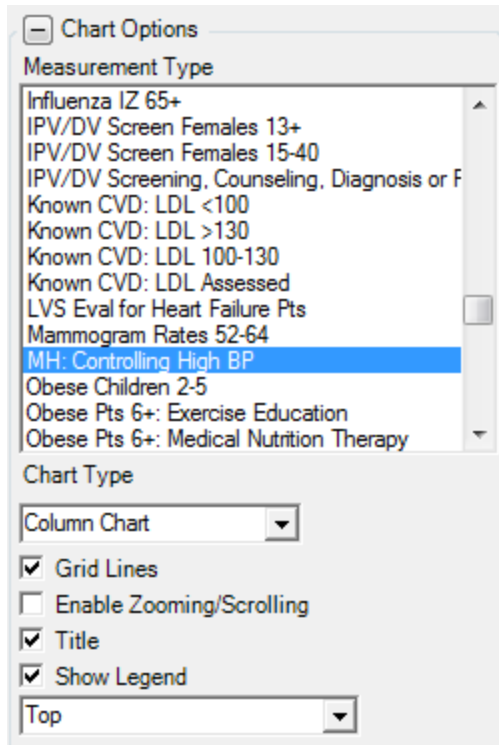 Chart Options
Measurement Type
Influenza IZ 65+
IPV/DV Screen Females 13+
IPV/DV Screen Females 15-40
IPV/DV Screening, Counseling, Diagnosis or
Known CVD: LDL <100
Known CVD: LDL >130
Known CVD: LDL 100-130
Known CVD: LDL Assessed
LVS Eval for Heart Failure Pts
Mammogram Rates 52-64
MH: Controlling High BP
Obese Children 2-5
Obese Pts 6+: Exercise Education
Obese Pts 6+: Medical Nutrition Therapy
Chart Type
Column Chart
Grid Lines
Enable Zooming/Scrolling
Title
Show Legend
Top